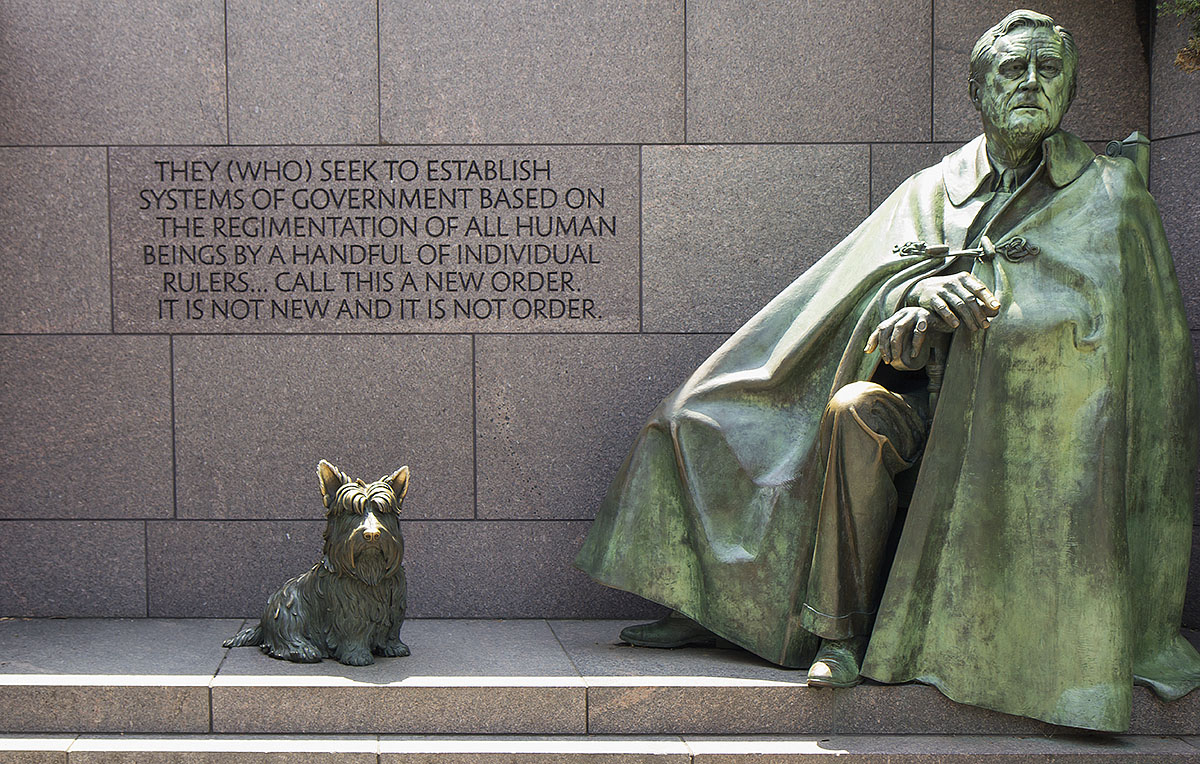 THEY (WHO) SEEK TO ESTABLISH
SYSTEMS OF GOVERNMENT BASED ON
THE REGIMENTATION OF ALL HUMAN
BEINGS BY A HANDFUL OF INDIVIDUAL
RULERS... CALL THIS A NEW ORDER.
IT IS NOT NEW AND IT IS NOT ORDER.